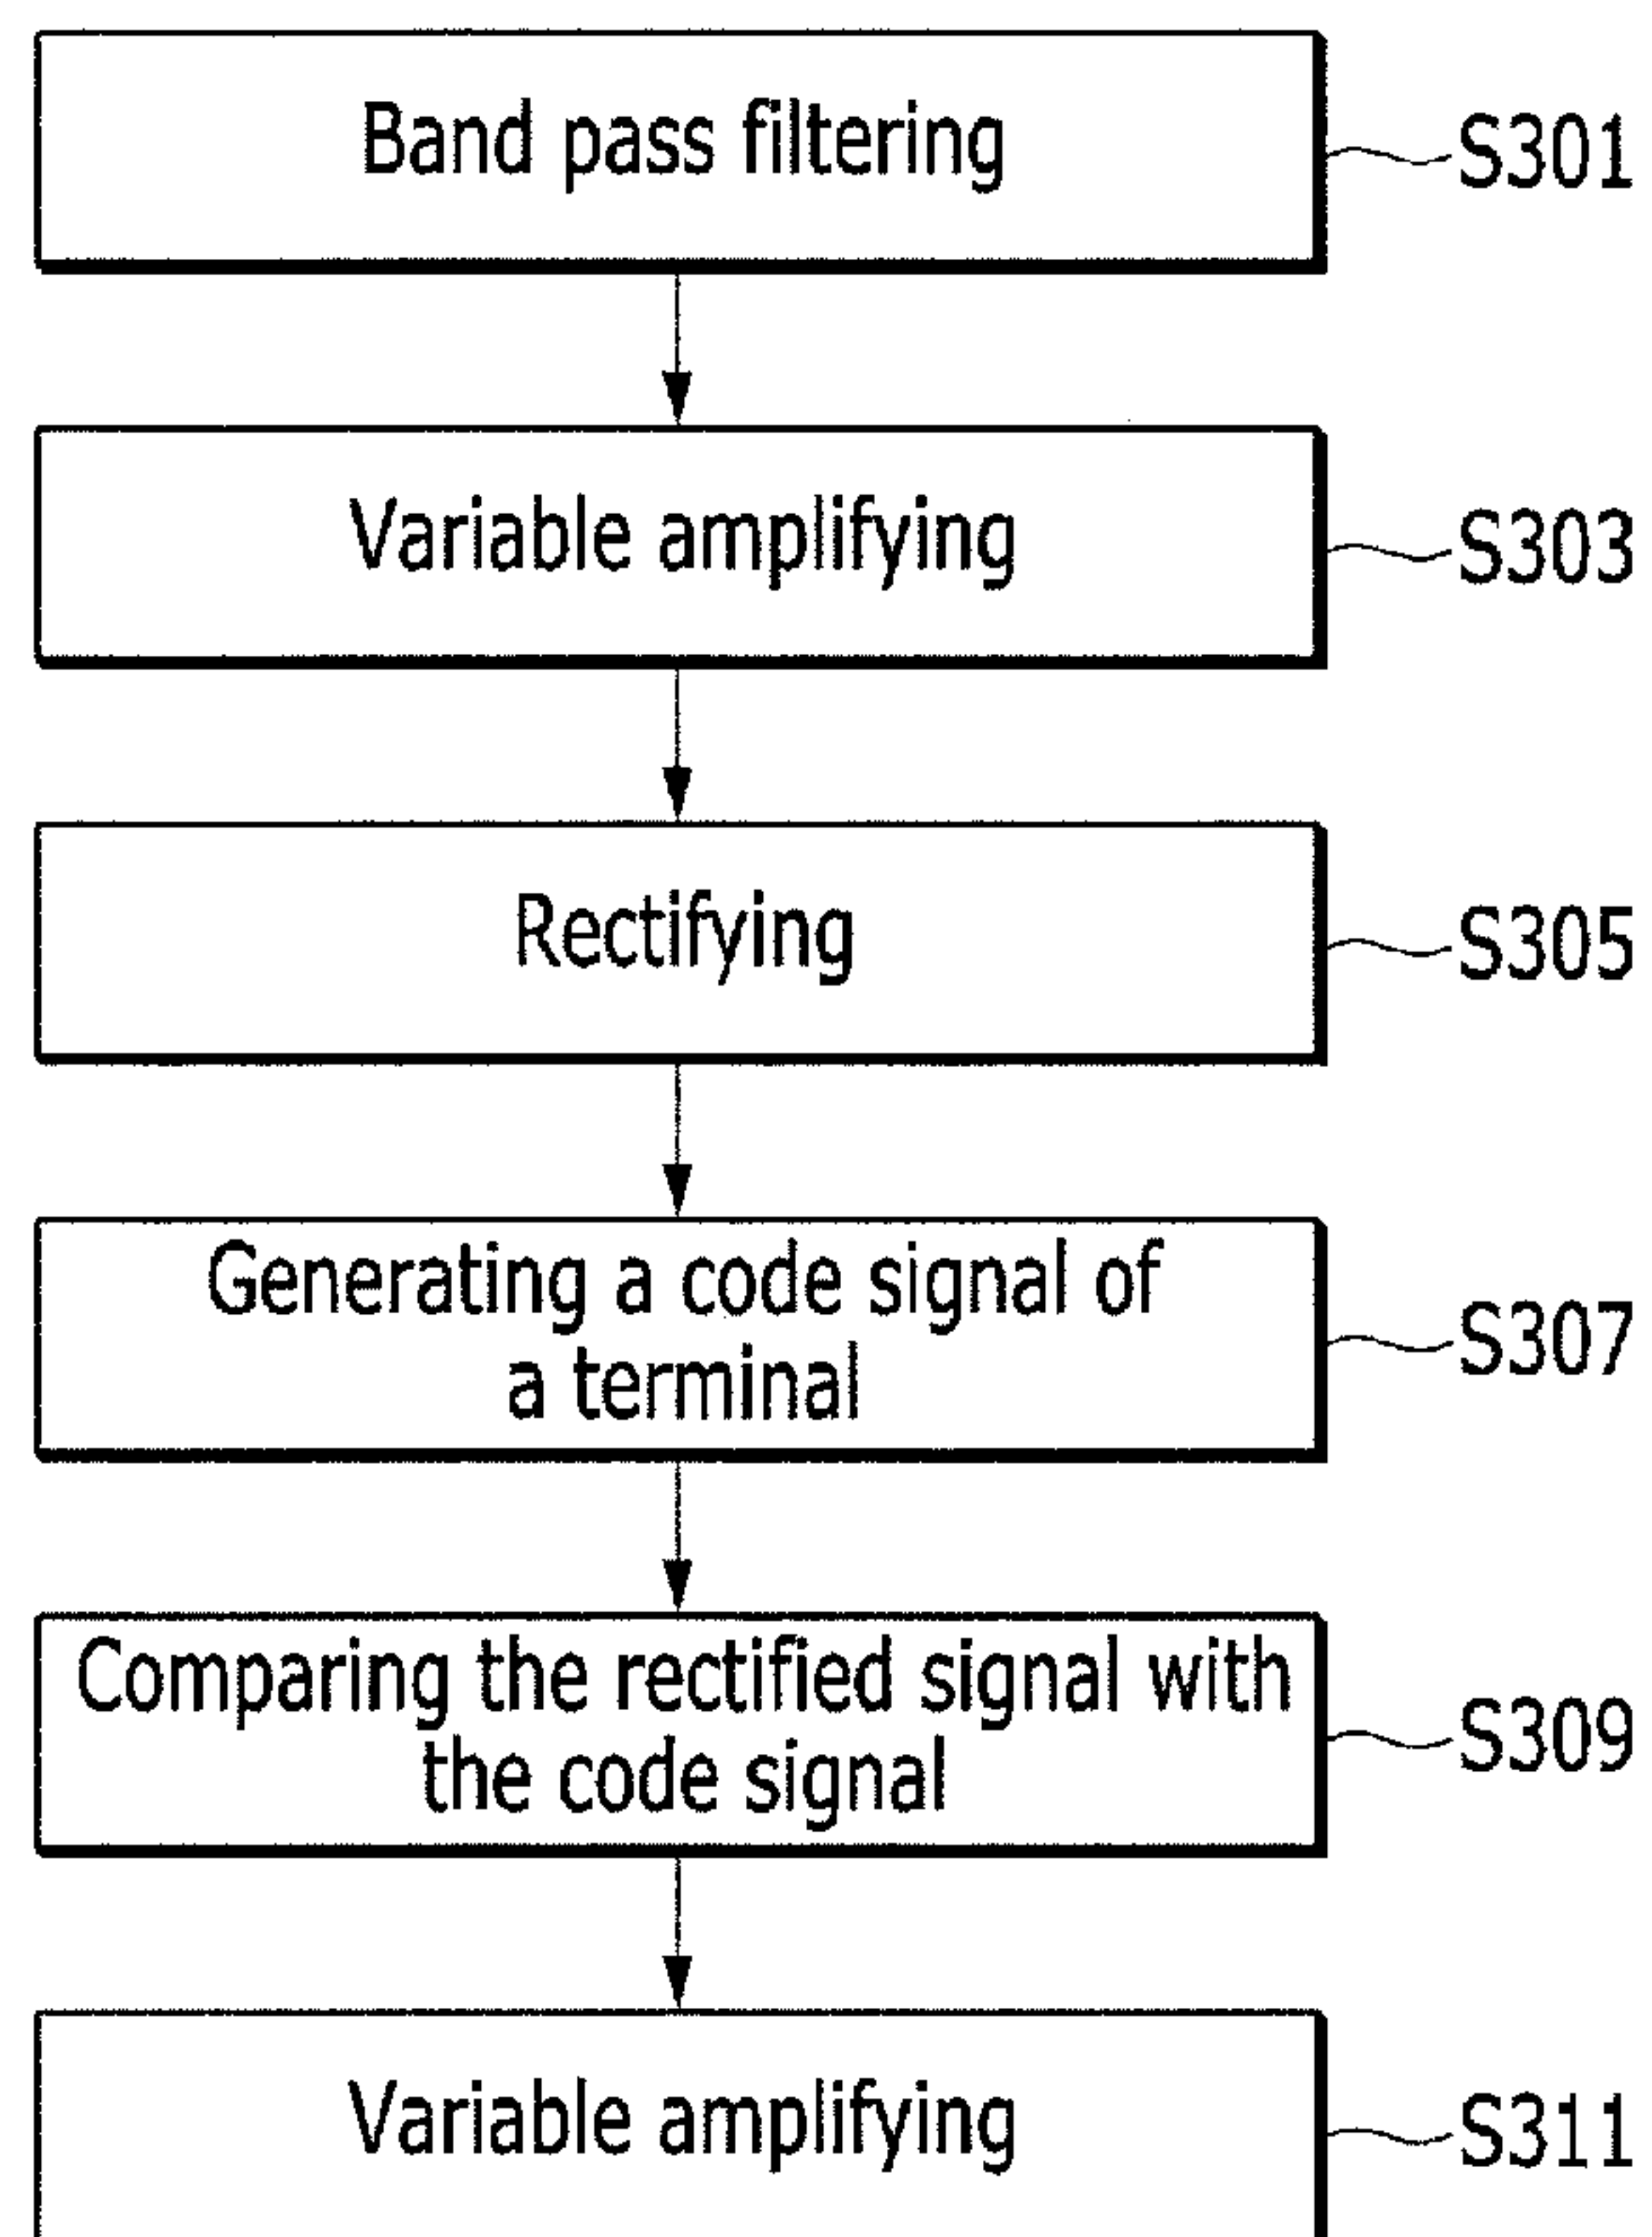 Band pass filtering
S301
Variable amplifying
S303
Rectifying
S305
Generating a code signal of
a terminal
S307
Comparing the rectified signal with
the code signal
S309
Variable amplifying
S311